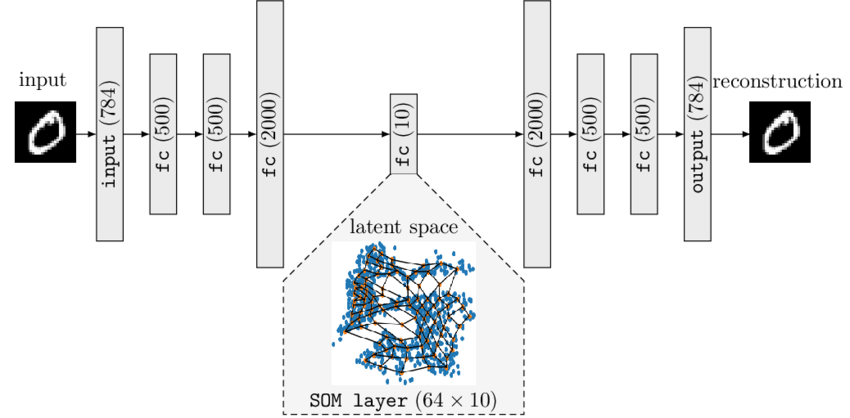 input
input (784)
fc (500)
fc (500)
fc (2000)
fc (10)
fc (2000)
fc (500)
fc (500)
output (784)
reconstruction
latent space
SOM layer (64 × 10)